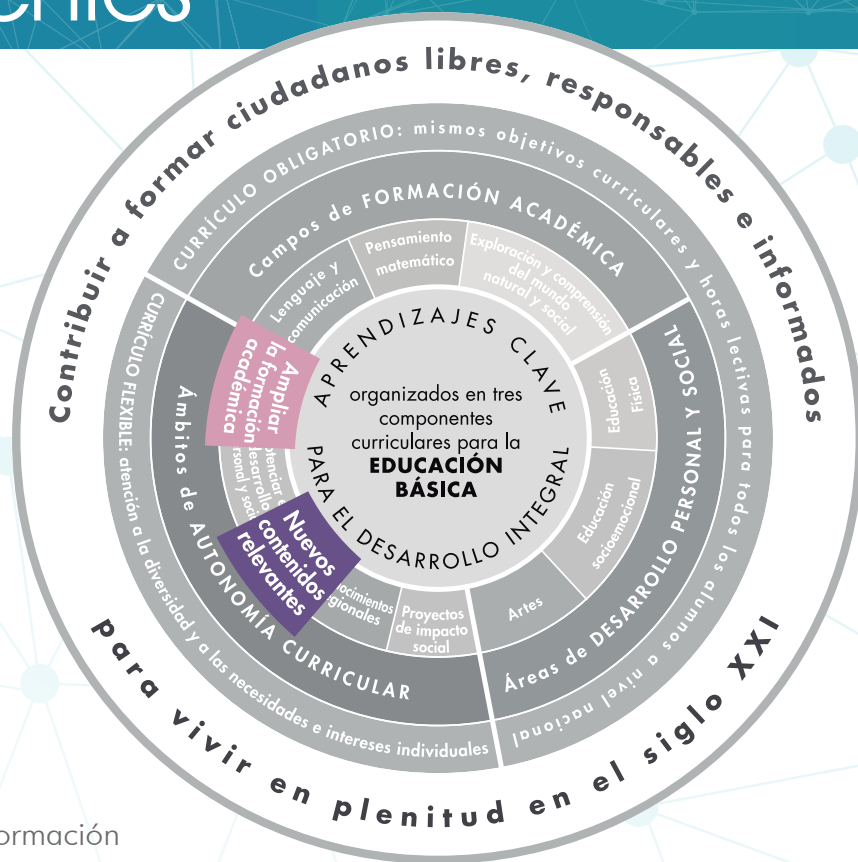 Contribuir a formar ciudadanos libres, responsables e informados
para vivir en plenitud en el siglo XXI
CURRÍCULO OBLIGATORIO: mismos objetivos curriculares y horas lectivas para todos los alumnos a nivel nacional
CURRÍCULO FLEXIBLE: atención a la diversidad y a las necesidades e intereses individuales
Campos de FORMACIÓN ACADÉMICA
Lenguaje y
comunicación
Pensamiento
matemático
Exploración y comprensión
del mundo
natural y social
Áreas de DESARROLLO PERSONAL Y SOCIAL
Educación
Física
Educación
socioemocional
Artes
Ámbitos de AUTONOMÍA CURRICULAR
Ampliar
la formación
académica
personal y
Nuevos
contenidos
relevantes
Proyectos
de impacto
social
APRENDIZAJES CLAVE
PARA EL DESARROLLO INTEGRAL
organizados en tres
componentes
curriculares para la
EDUCACIÓN
BÁSICA
ormación